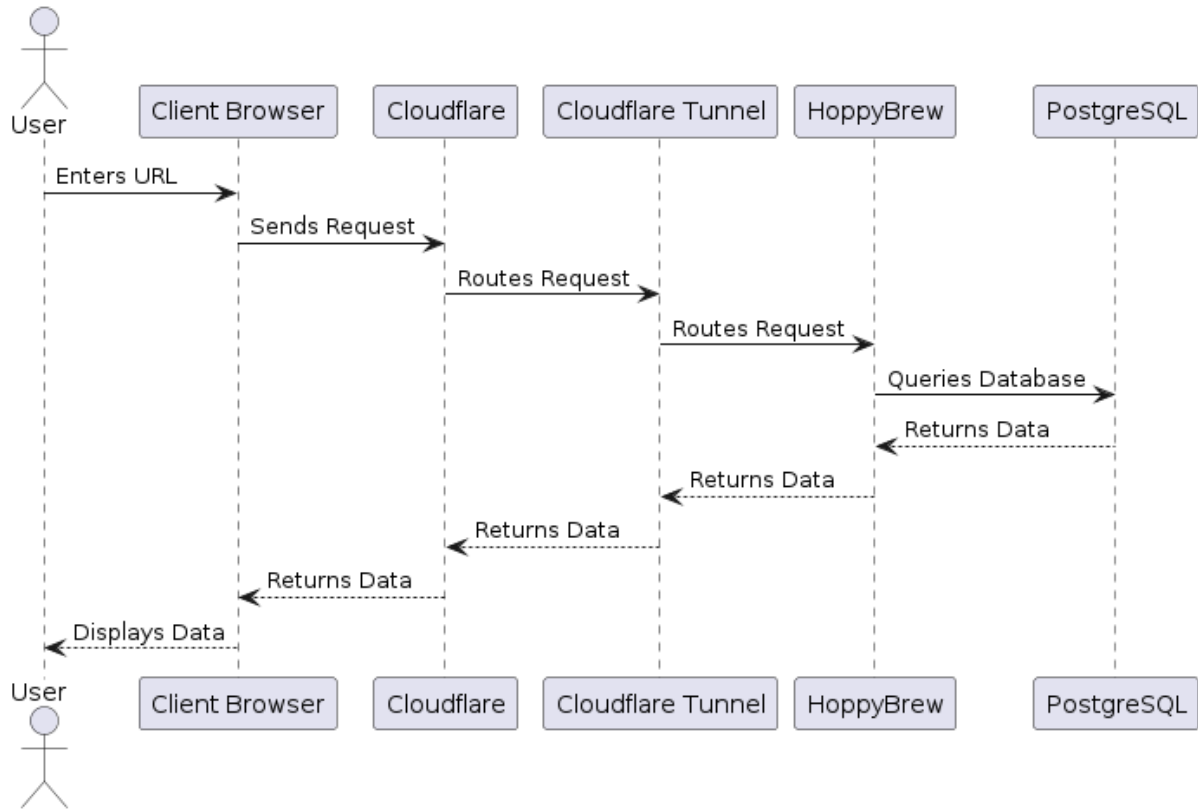 User
Client Browser
Cloudflare
Cloudflare Tunnel
HoppyBrew
PostgreSQL
Enters URL
Sends Request
Routes Request
Routes Request
Queries Database
Returns Data
Returns Data
Returns Data
Returns Data
Displays Data
User
Client Browser
Cloudflare
Cloudflare Tunnel
HoppyBrew
PostgreSQL